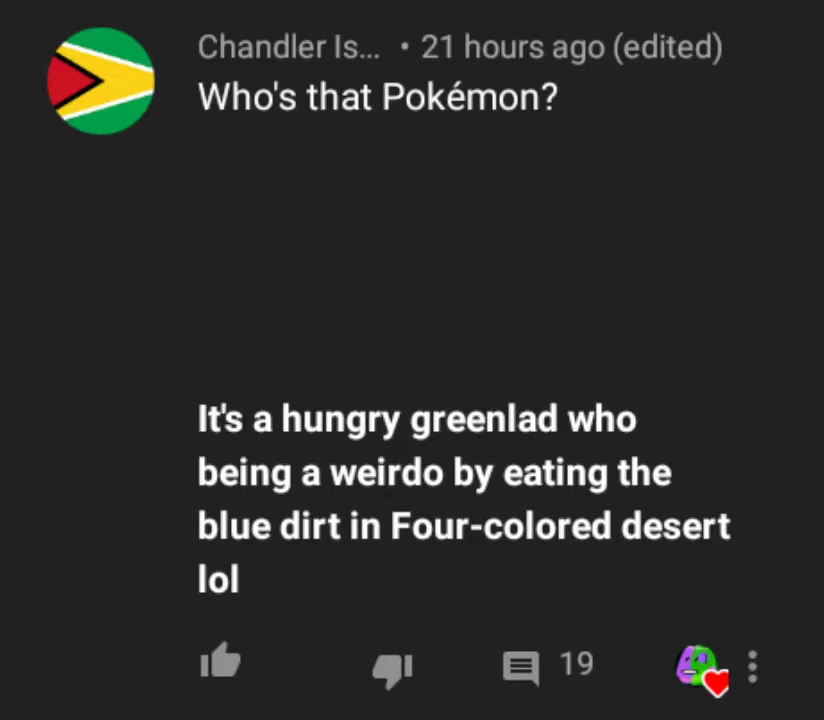 Chandler Is... • 21 hours ago (edited)
Who's that Pokémon?
It's a hungry greenlad who
being a weirdo by eating the
blue dirt in Four-colored desert
lol
19